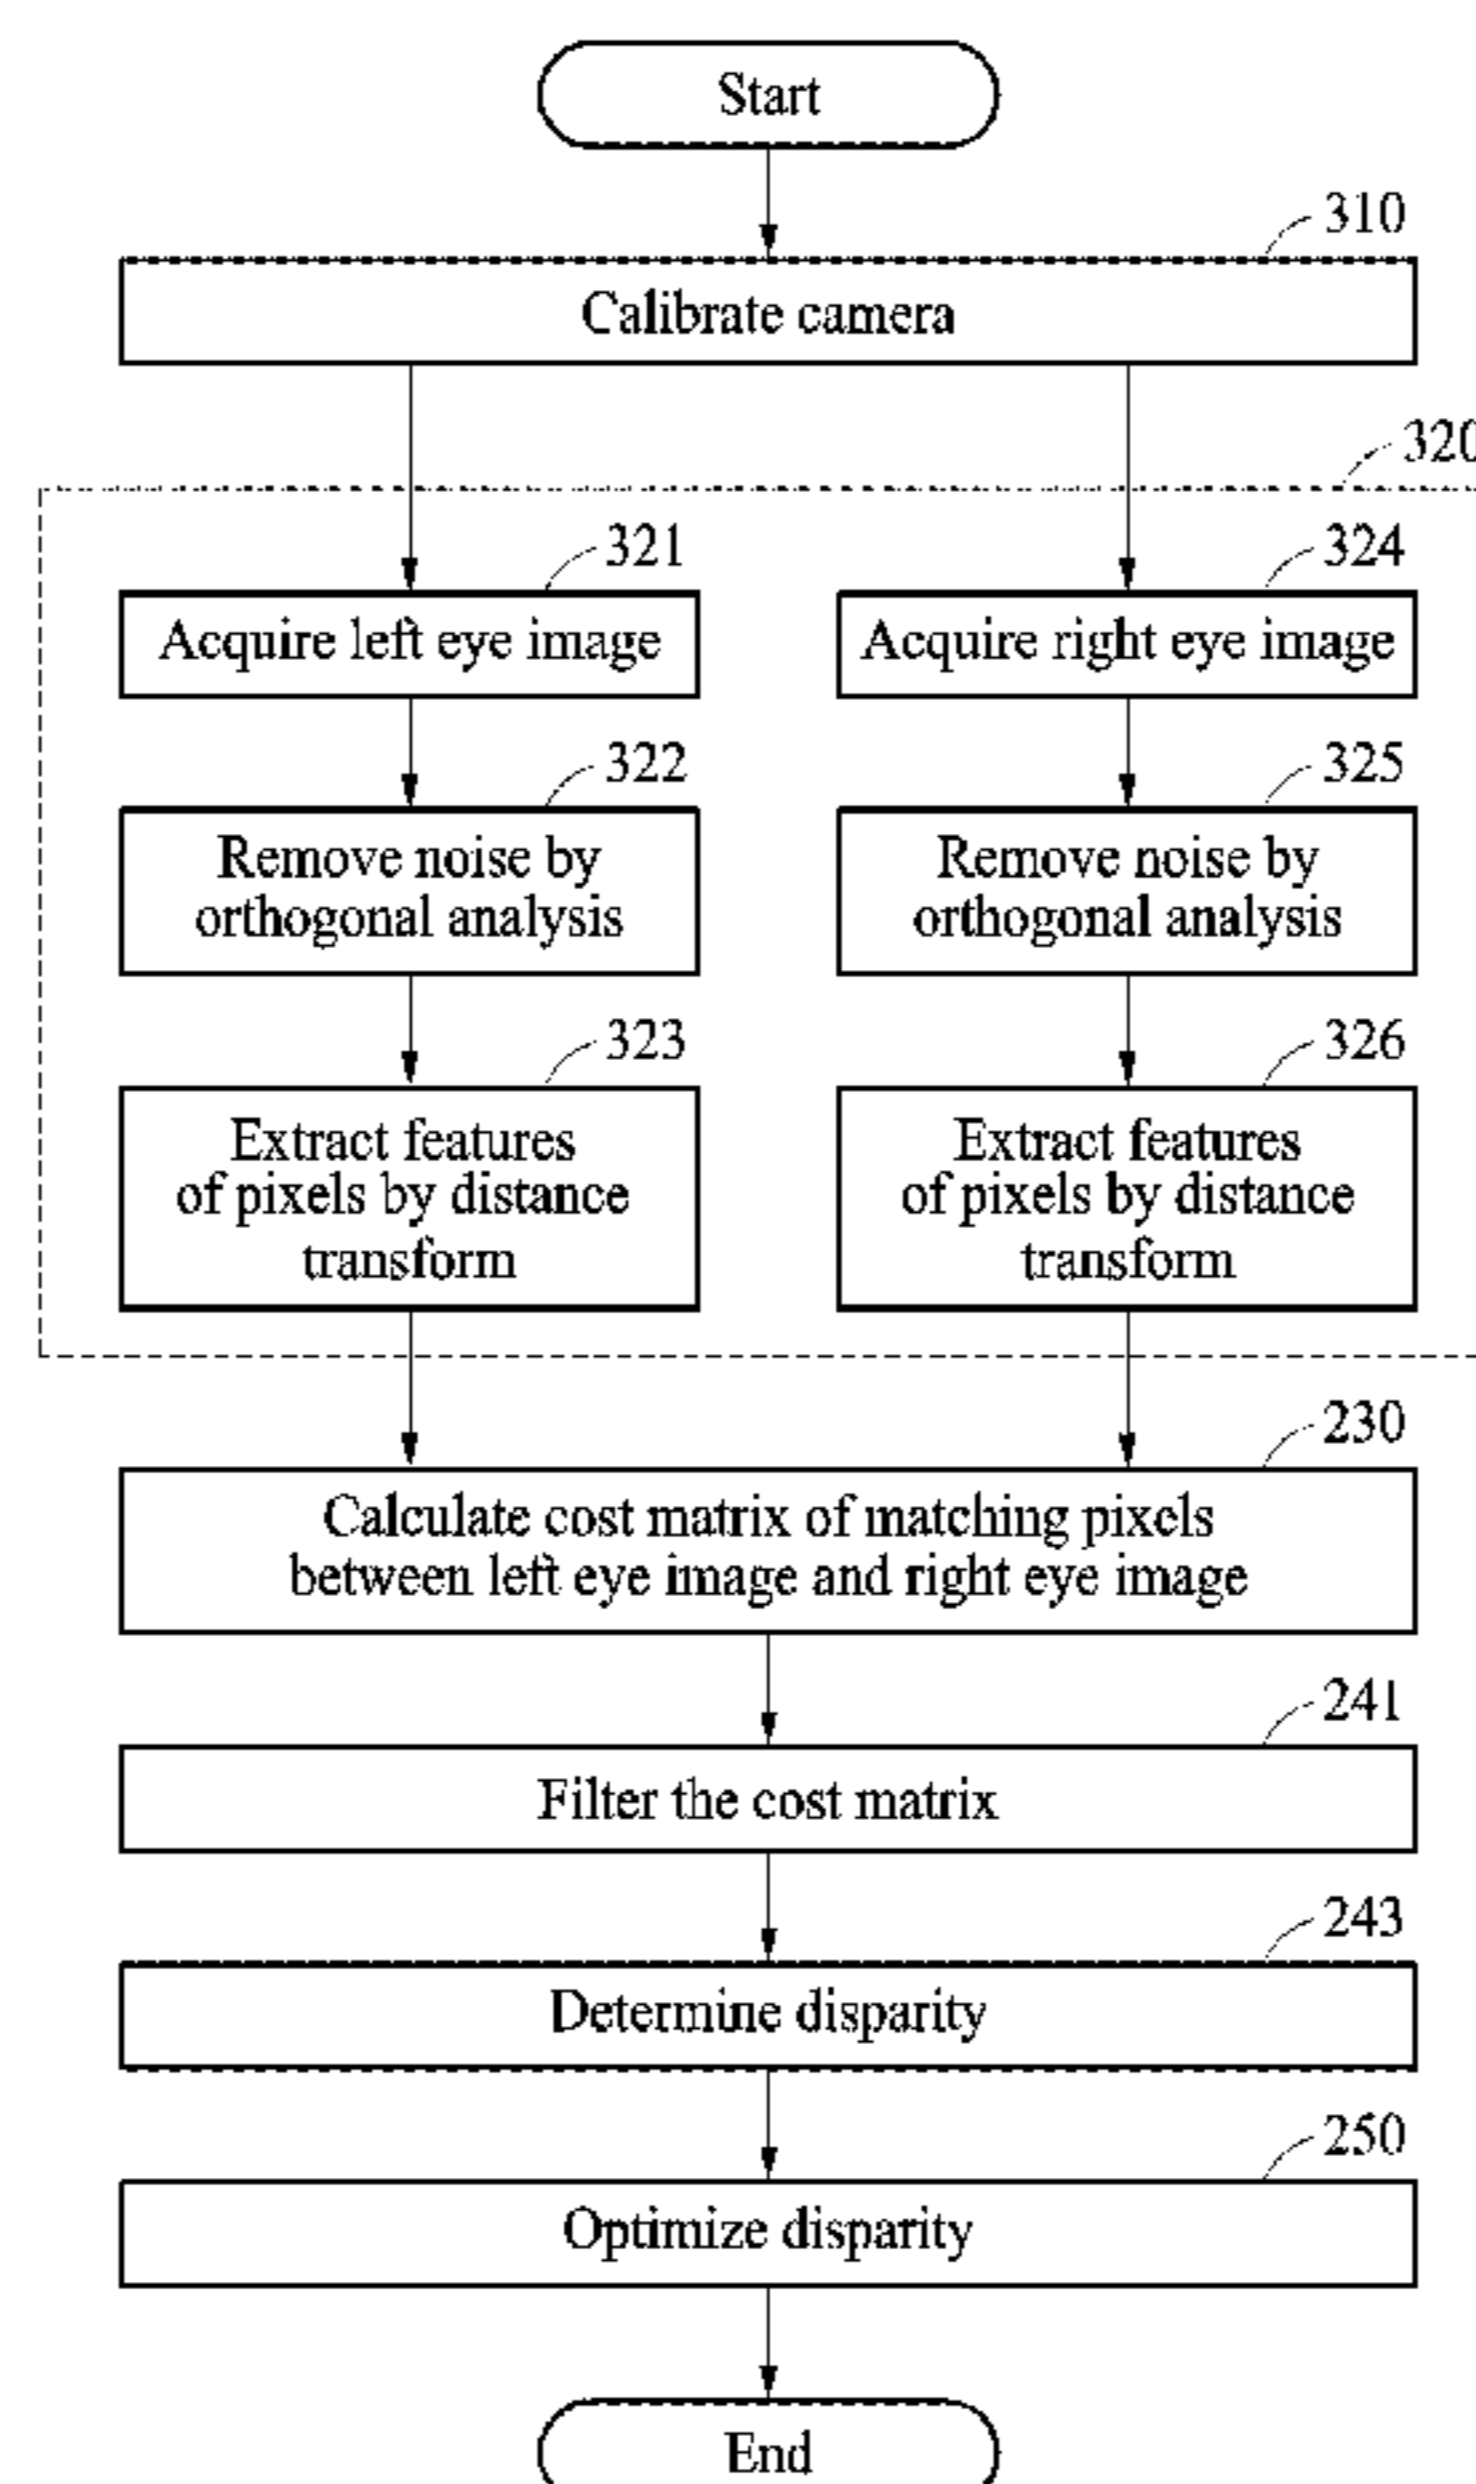 Start
310
Calibrate camera
320
321
324
Acquire left eye image
Acquire right eye image
322
325
Remove noise by
orthogonal analysis
Remove noise by
orthogonal analysis
323
326
Extract features
of pixels by distance
transform
Extract features
of pixels by distance
transform
230
Calculate cost matrix of matching pixels
between left eye image and right eye image
241
Filter the cost matrix
243
Determine disparity
250
Optimize disparity
End